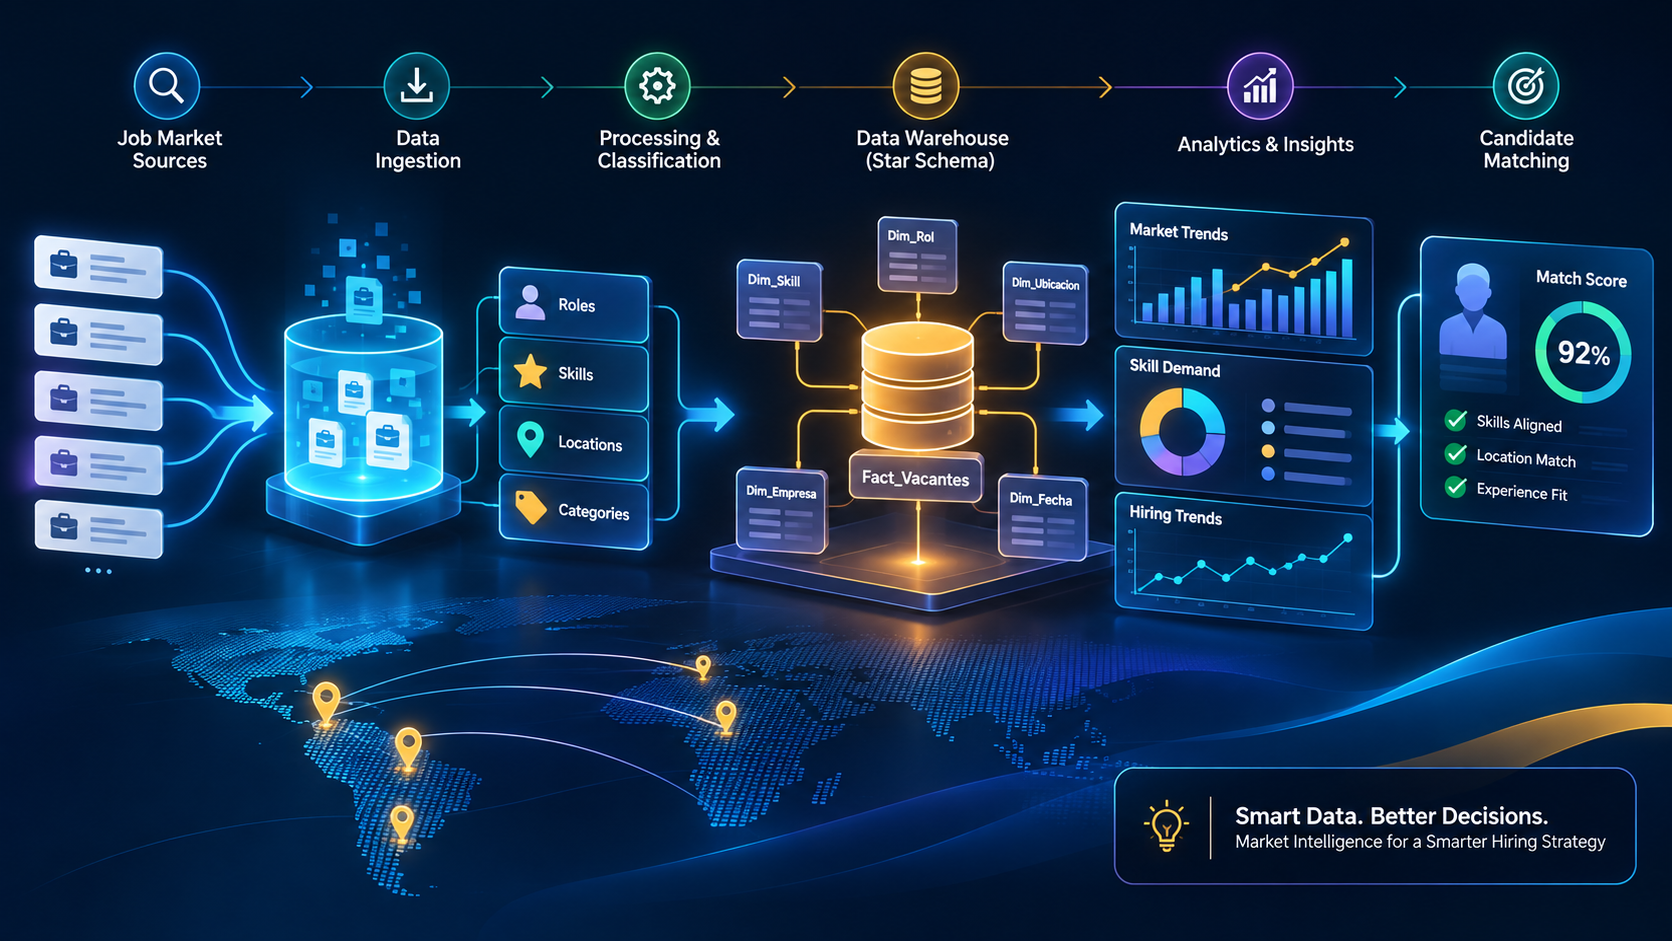 Job Market
Sources
Data
Ingestion
Processing &
Classification
Data Warehouse
(Star Schema)
Analytics & Insights
Candidate
Matching
Roles
Skills
Locations
Categories
Dim_Rol
Dim_Skill
Dim_Ubicacion
Dim_Empresa
Fact_Vacantes
Dim_Fecha
Market Trends
Skill Demand
Hiring Trends
Match Score
92%
Skills Aligned
Location Match
Experience Fit
Smart Data. Better Decisions.
Market Intelligence for a Smarter Hiring Strategy